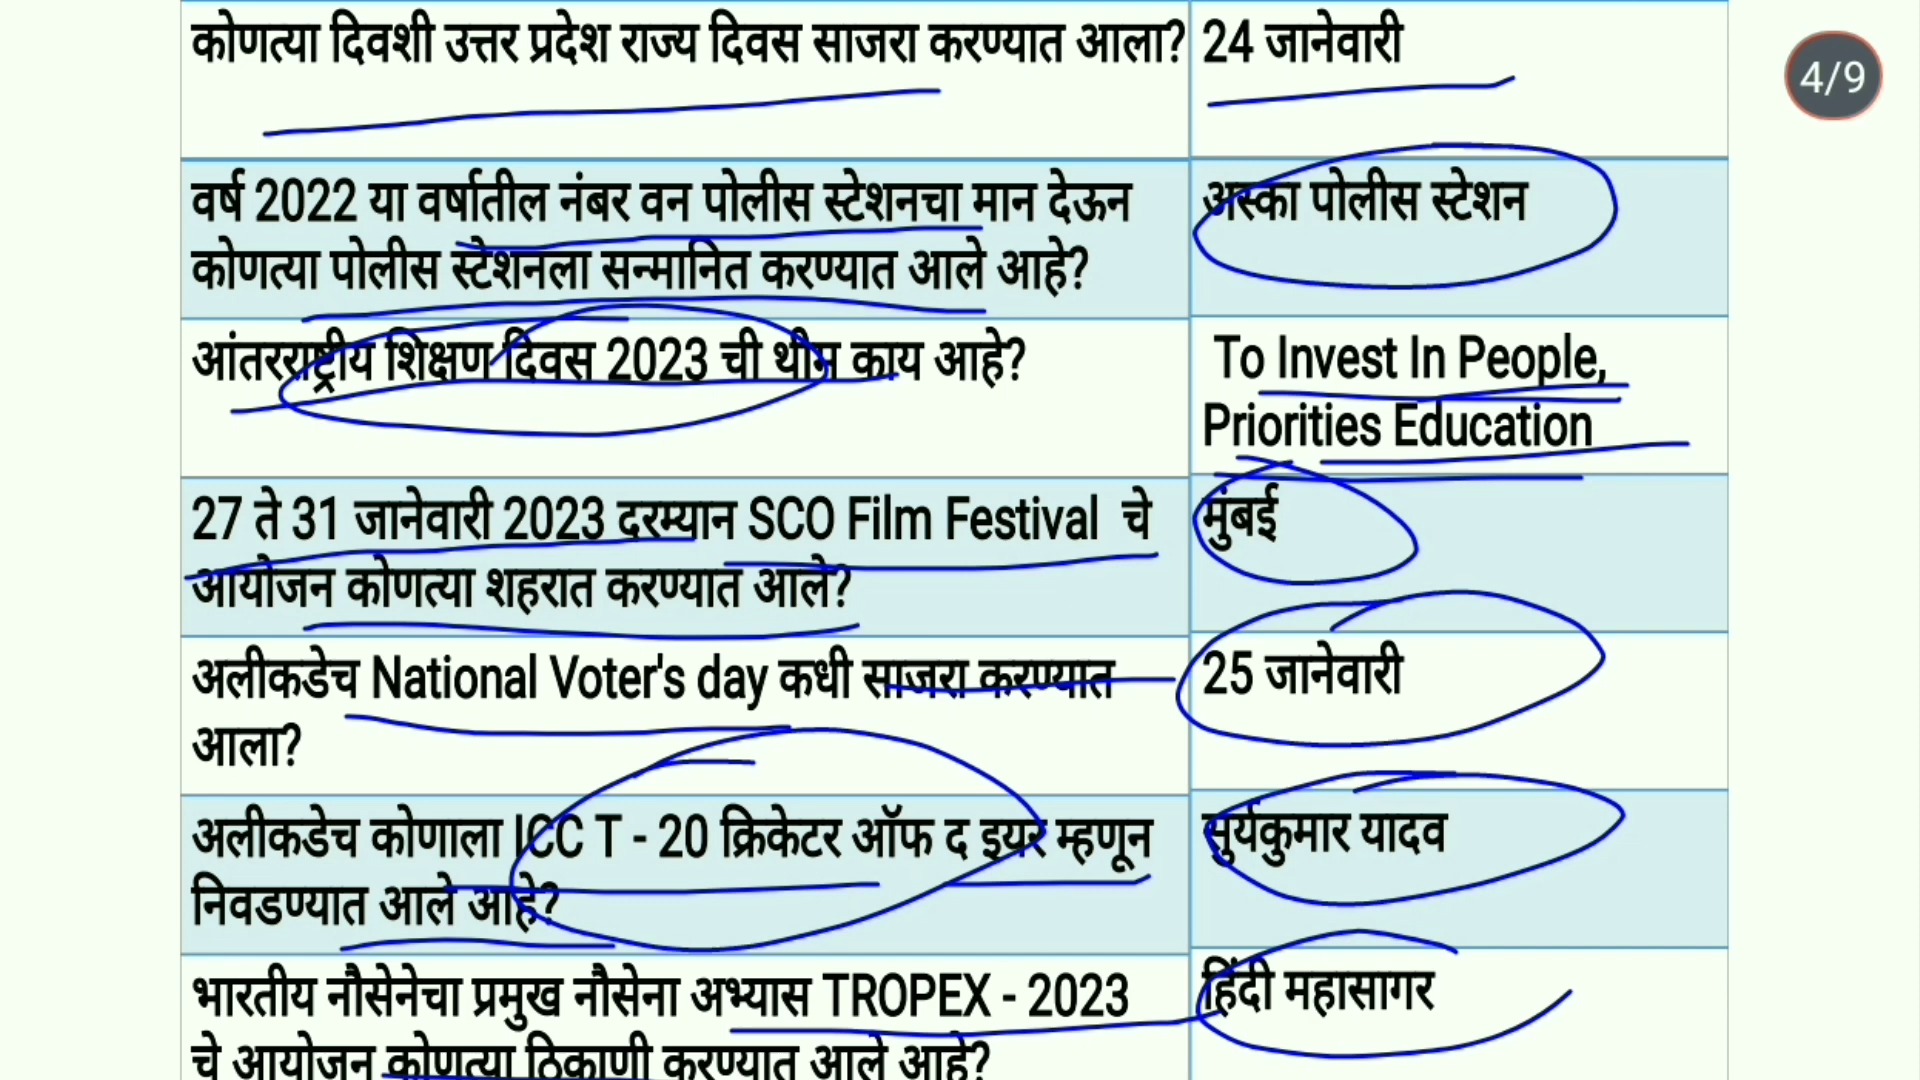 कोणत्या दिवशी उत्तर प्रदेश राज्य दिवस साजरा करण्यात आला?
24 जानेवारी
4/9
वर्ष 2022 या वर्षातील नंबर वन पोलीस स्टेशनचा मान देऊन
कोणत्या पोलीस स्टेशनला सन्मानित करण्यात आले आहे?
अस्का पोलीस स्टेशन
आंतरराष्ट्रीय शिक्षण दिवस 2023 ची थीम काय आहे?
To Invest In People,
Priorities Education
27 ते 31 जानेवारी 2023 दरम्यान SCO Film Festival चे
आयोजन कोणत्या शहरात करण्यात आले?
मुंबई
अलीकडेच National Voter's day कधी साजरा करण्यात
आला?
25 जानेवारी
अलीकडेच कोणाला ICC T - 20 क्रिकेटर ऑफ द इयर म्हणून
निवडण्यात आले आहे?
सुर्यकुमार यादव
भारतीय नौसेनेचा प्रमुख नौसेना अभ्यास TROPEX - 2023
चे आयोजन कोणत्या ठिकाणी करण्यात आले आहे?
हिंदी महासागर